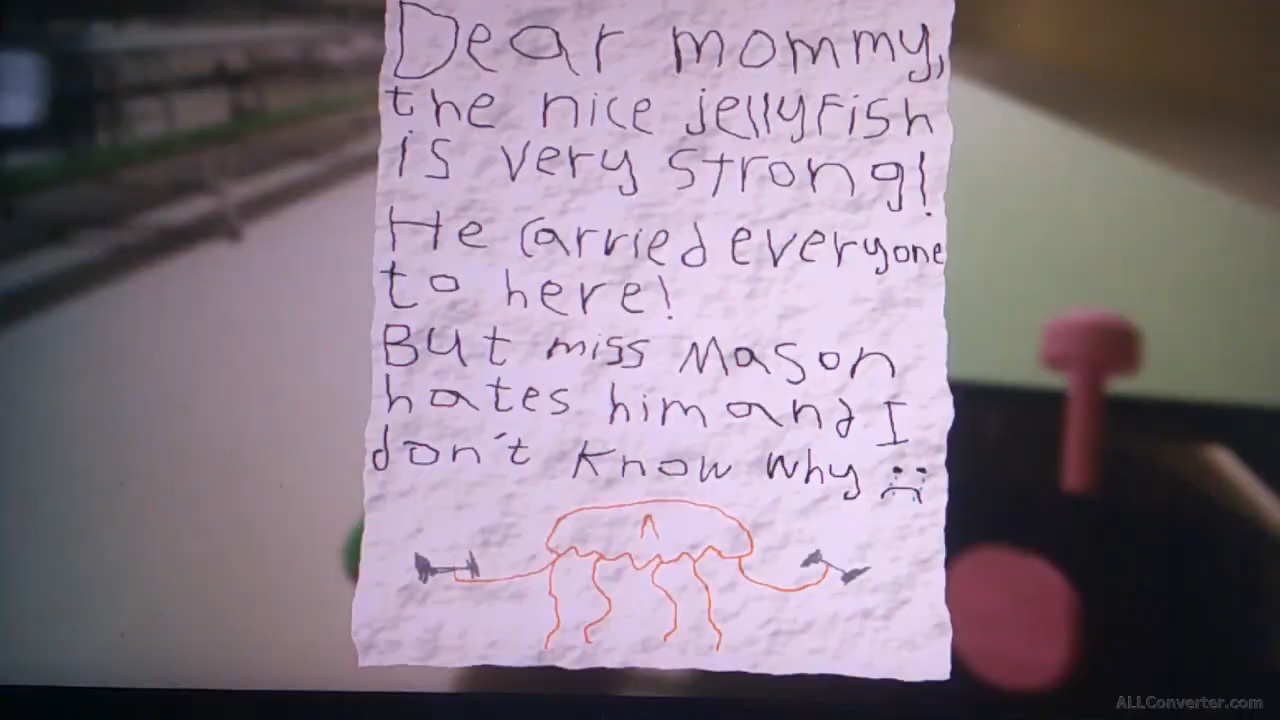 Dear mommy,
the nice jellyfish
is very strong!
He carried everyone
to here!
But miss Mason
hates him and I
don't know why :(
ALLConverter.com